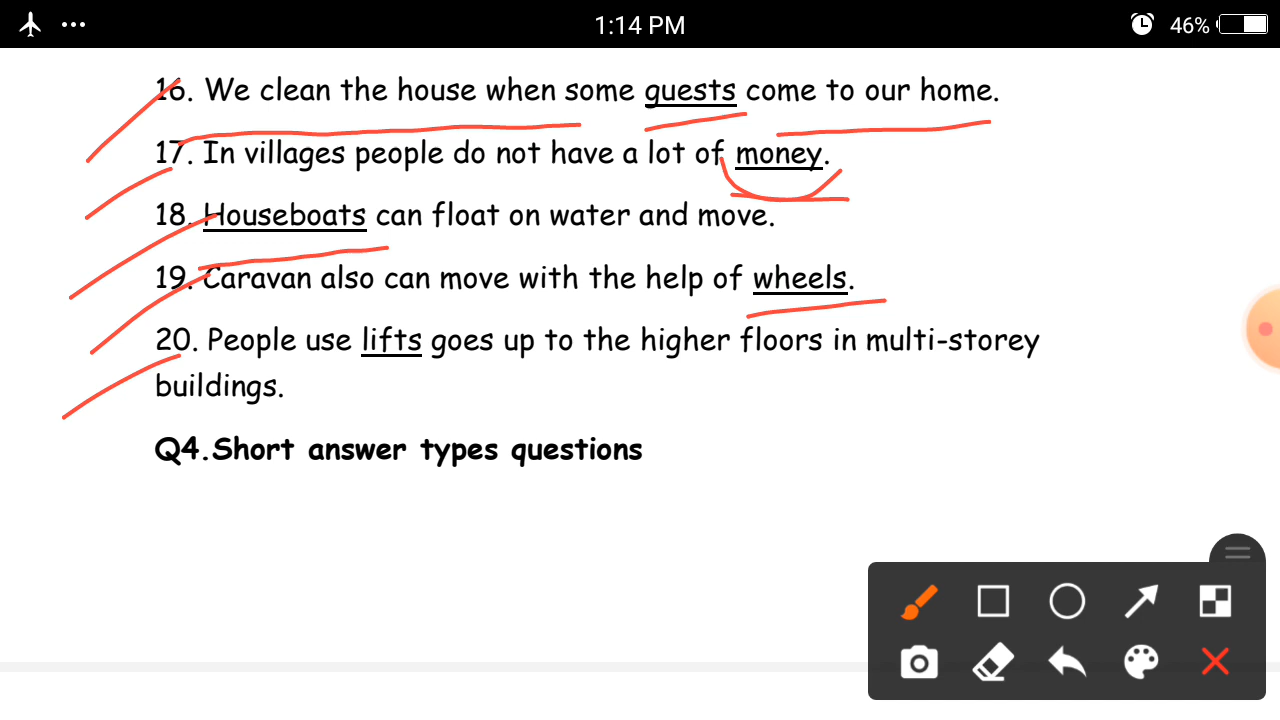 1:14 PM
46%
16. We clean the house when some guests come to our home.
17. In villages people do not have a lot of money.
18. Houseboats can float on water and move.
19. Caravan also can move with the help of wheels.
20. People use lifts goes up to the higher floors in multi-storey
buildings.
Q4.Short answer types questions